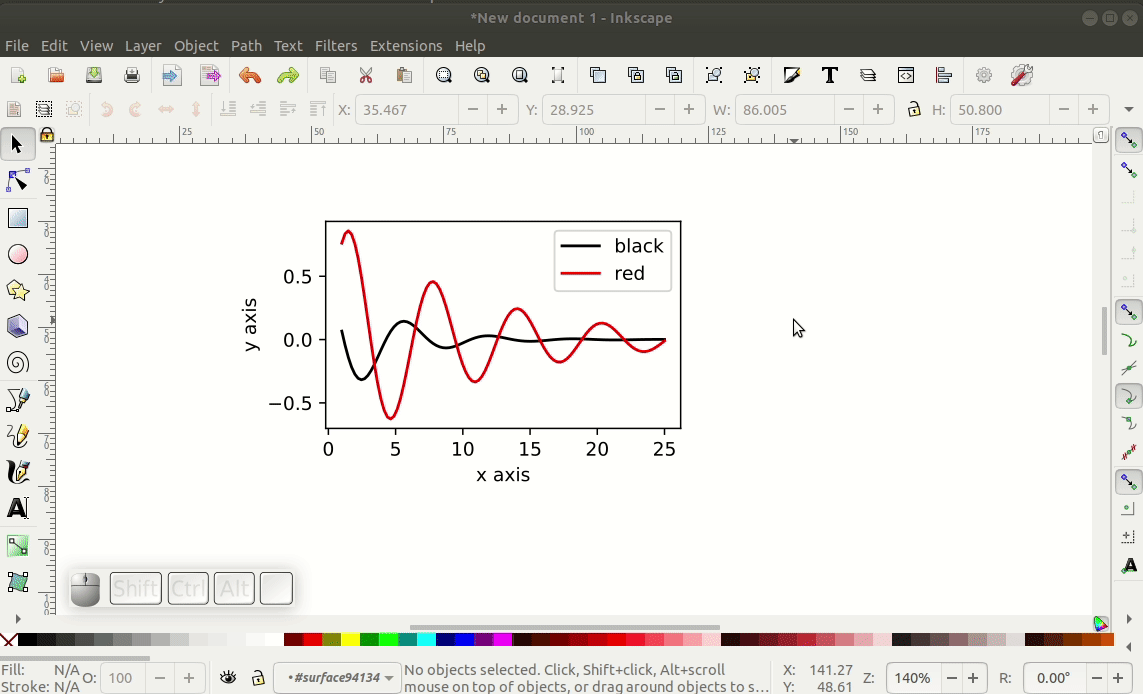 *New document 1 - Inkscape
File Edit View Layer Object Path Text Filters Extensions Help
X: 35.467 Y: 28.925 W: 86.005 H: 50.800
25 50 75 100 125 150 175
black
red
0.5
0.0
−0.5
y axis
0 5 10 15 20 25
x axis
Shift Ctrl Alt
Fill: N/A
Stroke: N/A
O: 100
•#surface94134
No objects selected. Click, Shift+click, Alt+scroll
mouse on top of objects, or drag around objects to s...
X: 141.27
Y: 48.61
Z: 140%
R: 0.00°